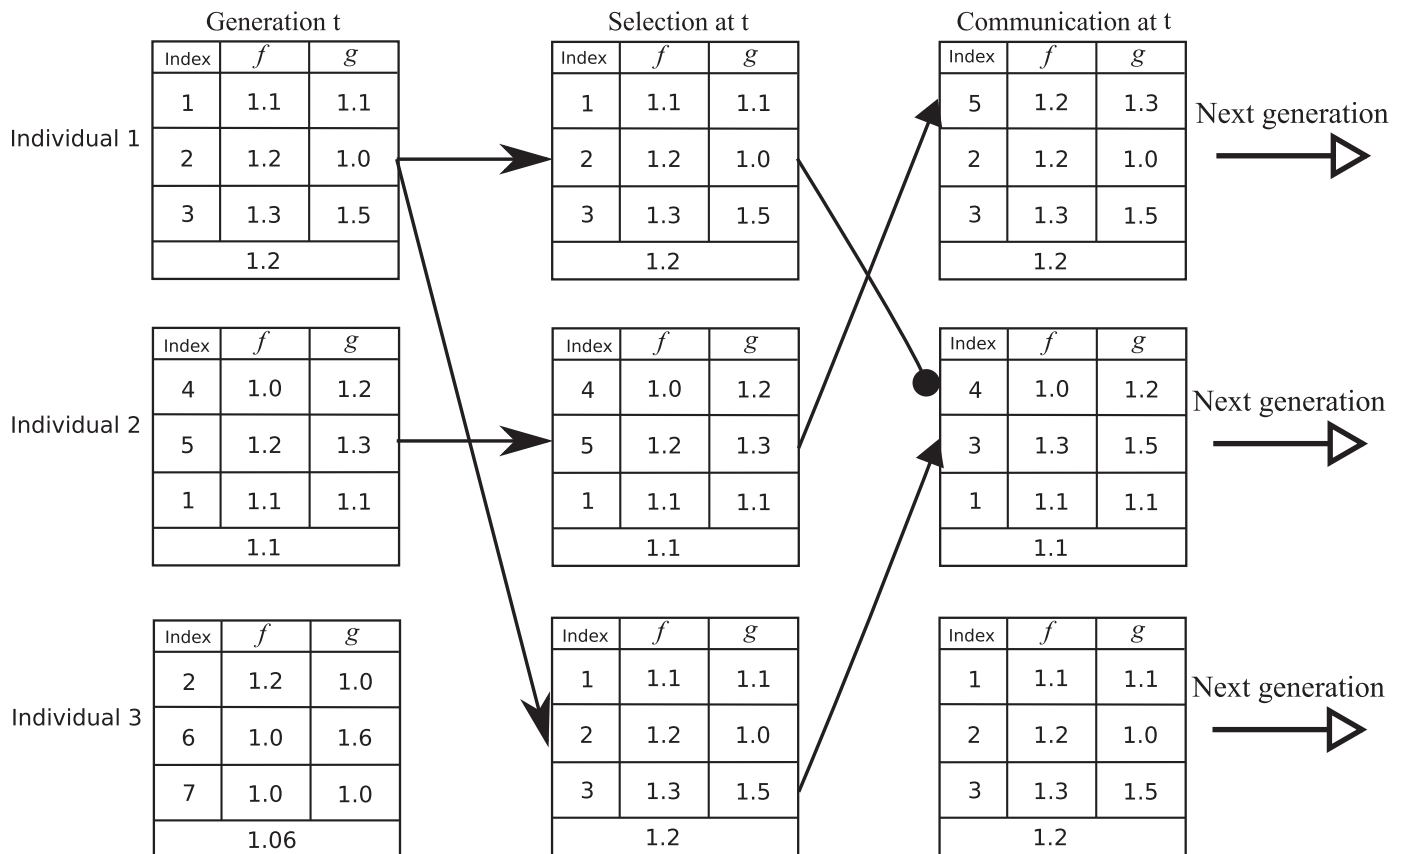 Generation t Selection at t Communication at t
Index f g Index f g Index f g
1 1.1 1.1 1 1.1 1.1 5 1.2 1.3
Next generation
Individual 1
2 1.2 1.0 2 1.2 1.0 2 1.2 1.0
3 1.3 1.5 3 1.3 1.5 3 1.3 1.5
1.2 1.2 1.2
Index f g Index f g Index f g
4 1.0 1.2 4 1.0 1.2 4 1.0 1.2
Next generation
Individual 2
5 1.2 1.3 5 1.2 1.3 3 1.3 1.5
1 1.1 1.1 1 1.1 1.1 1 1.1 1.1
1.1 1.1 1.1
Index f g Index f g Index f g
2 1.2 1.0 1 1.1 1.1 1 1.1 1.1
Next generation
Individual 3
6 1.0 1.6 2 1.2 1.0 2 1.2 1.0
7 1.0 1.0 3 1.3 1.5 3 1.3 1.5
1.06 1.2 1.2